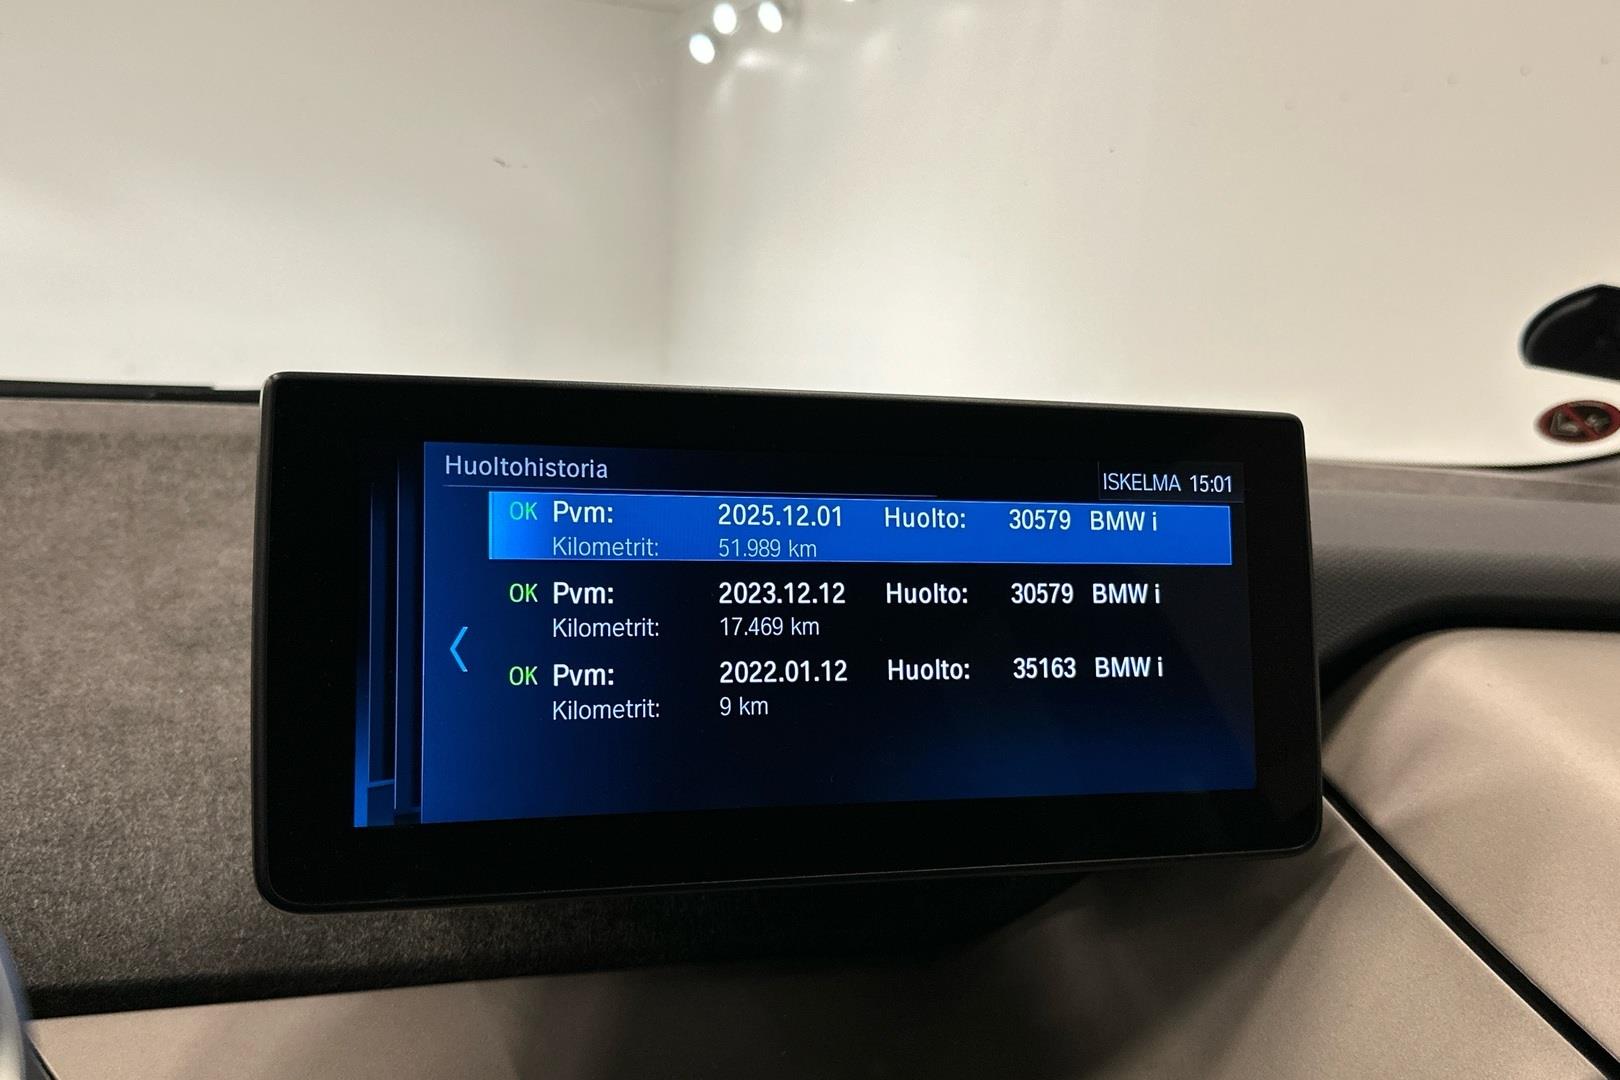 Huoltohistoria
ISKELMA 15:01
OK Pvm: 2025.12.01 Huolto: 30579 BMW i
Kilometrit: 51.989 km
OK Pvm: 2023.12.12 Huolto: 30579 BMW i
Kilometrit: 17.469 km
OK Pvm: 2022.01.12 Huolto: 35163 BMW i
Kilometrit: 9 km